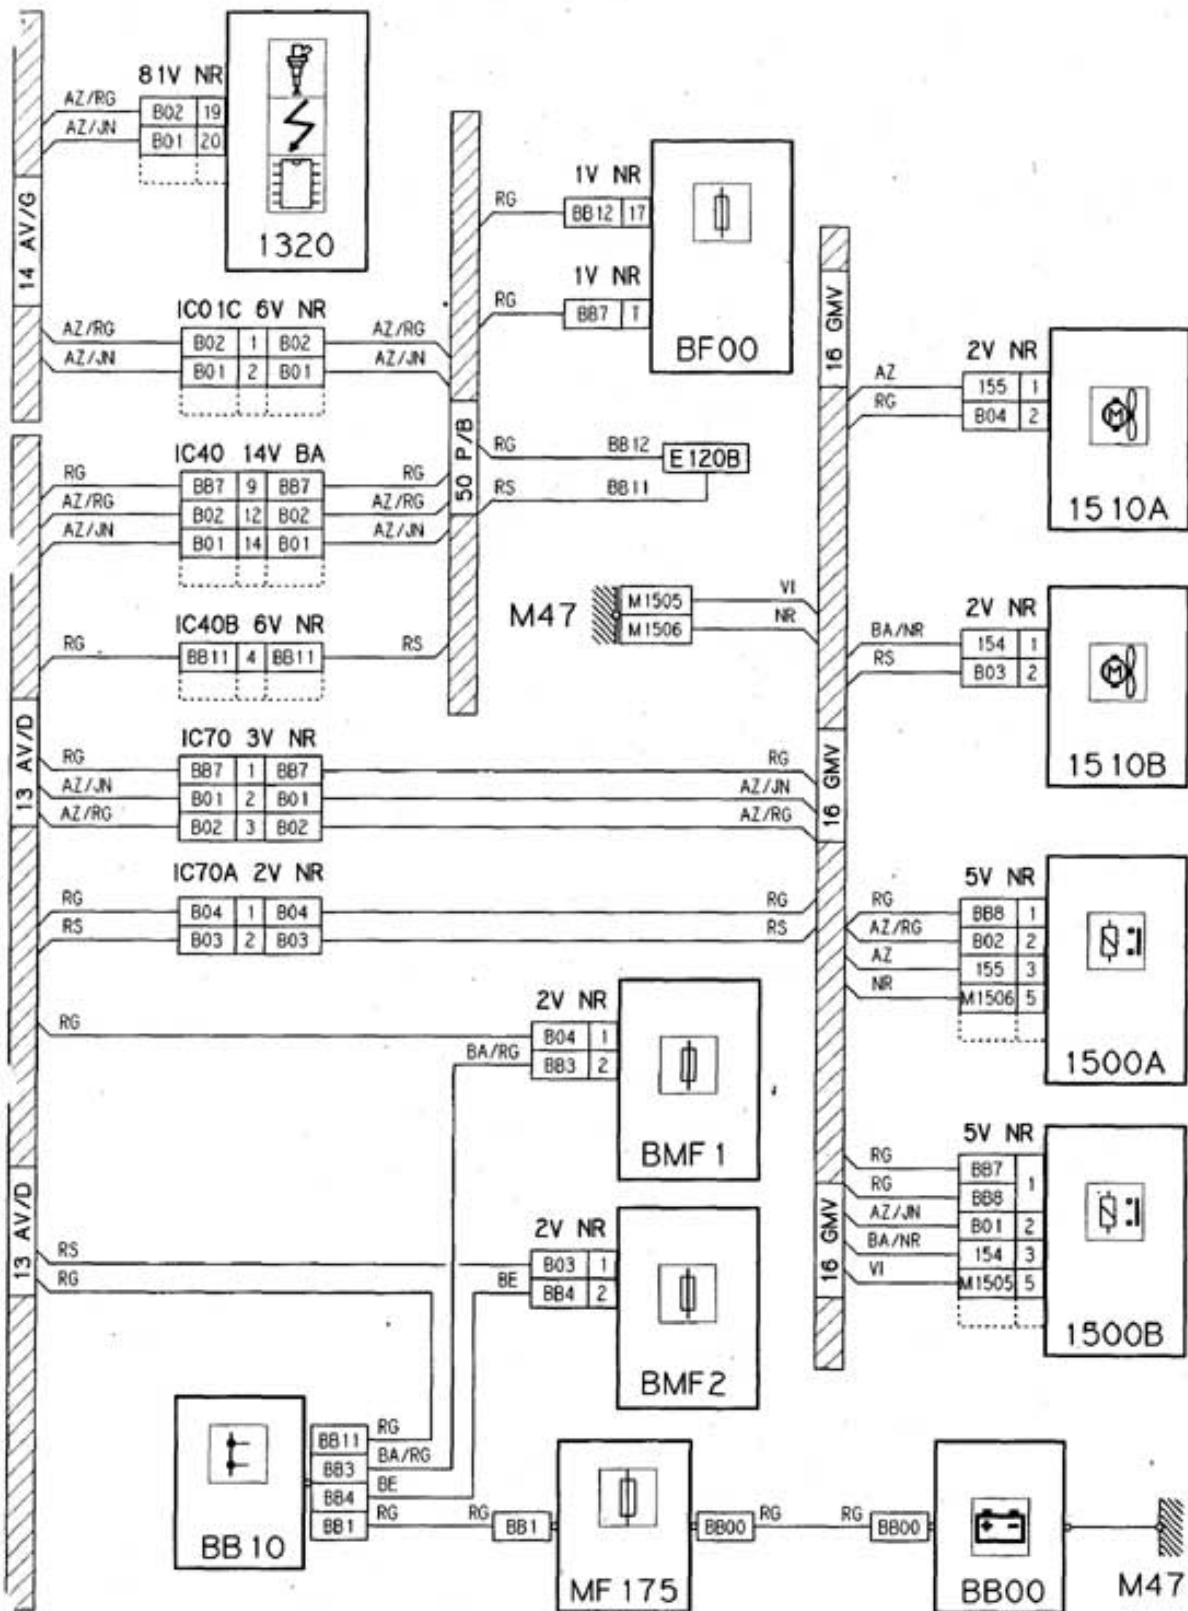 81V NR
AZ/RG B02 19
AZ/JN B01 20
1320
14 AV/G
IC01C 6V NR
AZ/RG B02 1 B02 AZ/RG
AZ/JN B01 2 B01 AZ/JN
IC40 14V BA
RG BB7 9 BB7 RG
AZ/RG B02 12 B02 AZ/RG
AZ/JN B01 14 B01 AZ/JN
IC40B 6V NR
RG BB11 4 BB11 RS
13 AV/D
IC70 3V NR
RG BB7 1 BB7 RG
AZ/JN B01 2 B01 AZ/JN
AZ/RG B02 3 B02 AZ/RG
IC70A 2V NR
RG B04 1 B04 RG
RS B03 2 B03 RS
50 P/B
1V NR
RG BB12 17
1V NR
RG BB7 T
BF00
RG BB12 E120B
RS BB11
M47
M1505 VI
M1506 NR
16 GMV
2V NR
AZ 155 1
RG B04 2
1510A
2V NR
BA/NR 154 1
RS B03 2
1510B
16 GMV
5V NR
RG BB8 1
AZ/RG B02 2
AZ 155 3
NR M1506 5
1500A
5V NR
RG BB7 1
RG BB8
AZ/JN B01 2
BA/NR 154 3
VI M1505 5
1500B
16 GMV
2V NR
RG B04 1
BA/RG BB3 2
BMF1
13 AV/D
2V NR
RS B03 1
RG
BE BB4 2
BMF2
BB11 RG
BB3 BA/RG
BB4 BE
BB1 RG RG BB1
BB10
MF175
BB00 RG RG BB00
BB00
M47